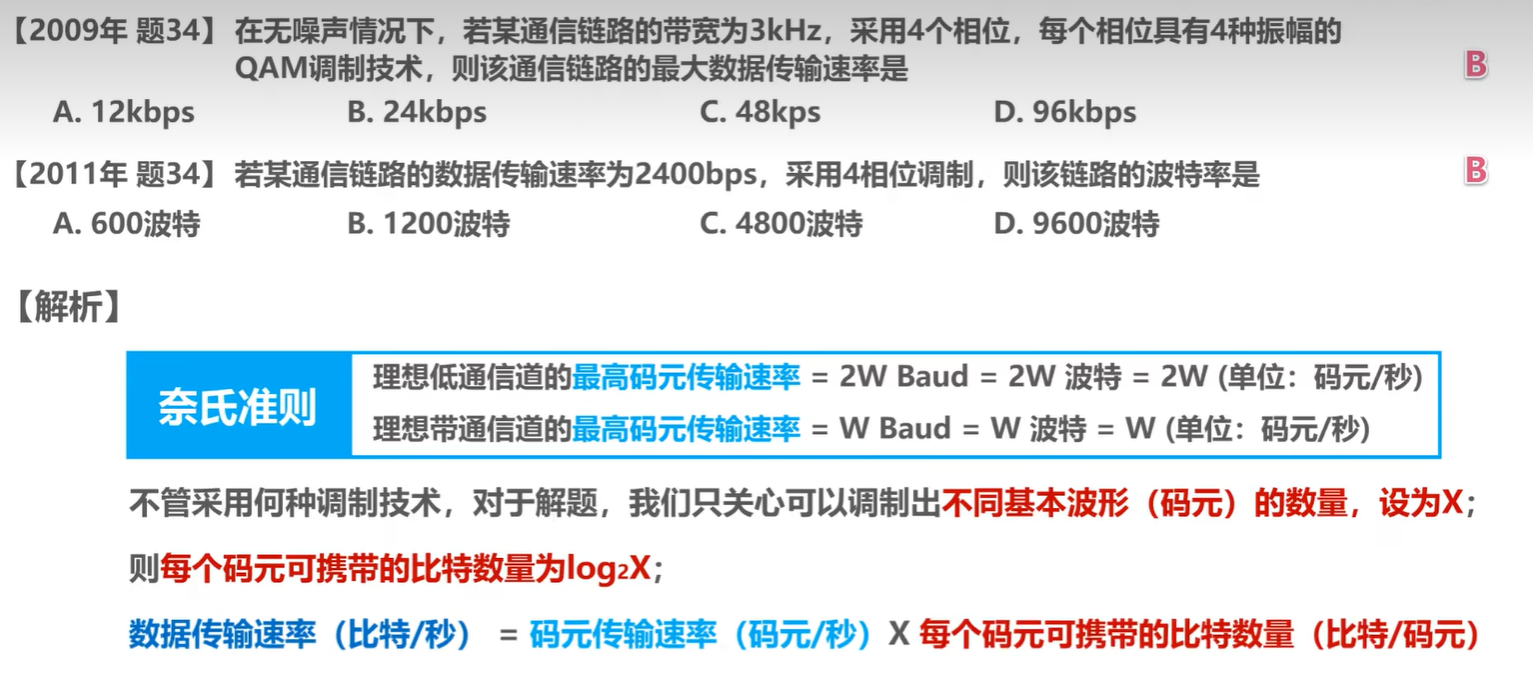 【2009年 题34】在无噪声情况下，若某通信链路的带宽为3kHz，采用4个相位，每个相位具有4种振幅的
QAM调制技术，则该通信链路的最大数据传输速率是 B
A. 12kbps B. 24kbps C. 48kps D. 96kbps
【2011年 题34】若某通信链路的数据传输速率为2400bps，采用4相位调制，则该链路的波特率是 B
A. 600波特 B. 1200波特 C. 4800波特 D. 9600波特
【解析】
奈氏准则
理想低通信道的最高码元传输速率 = 2W Baud = 2W 波特 = 2W (单位：码元/秒)
理想带通信道的最高码元传输速率 = W Baud = W 波特 = W (单位：码元/秒)
不管采用何种调制技术，对于解题，我们只关心可以调制出不同基本波形（码元）的数量，设为X；
则每个码元可携带的比特数量为log2X；
数据传输速率（比特/秒） = 码元传输速率（码元/秒）X 每个码元可携带的比特数量（比特/码元）